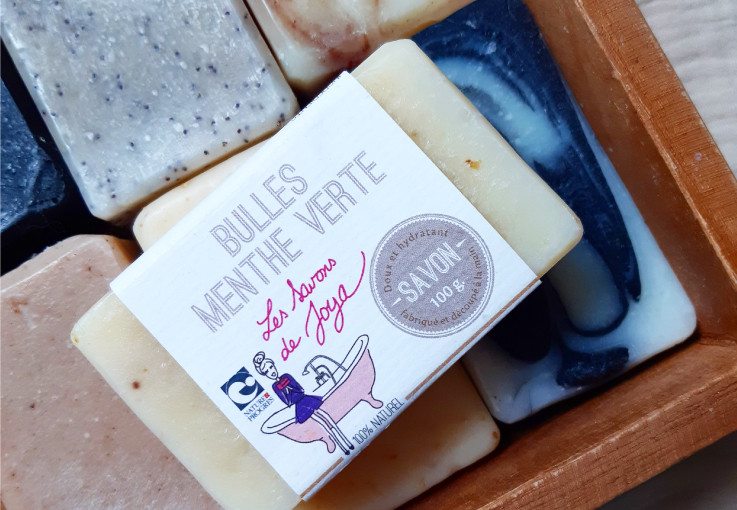 BULLES
MENTHE VERTE
Les Savons
de Joya
Doux et hydratant
- SAVON -
100 g
fabriqué et découpé à la main
NATURE
PROGRÈS
100% NATUREL